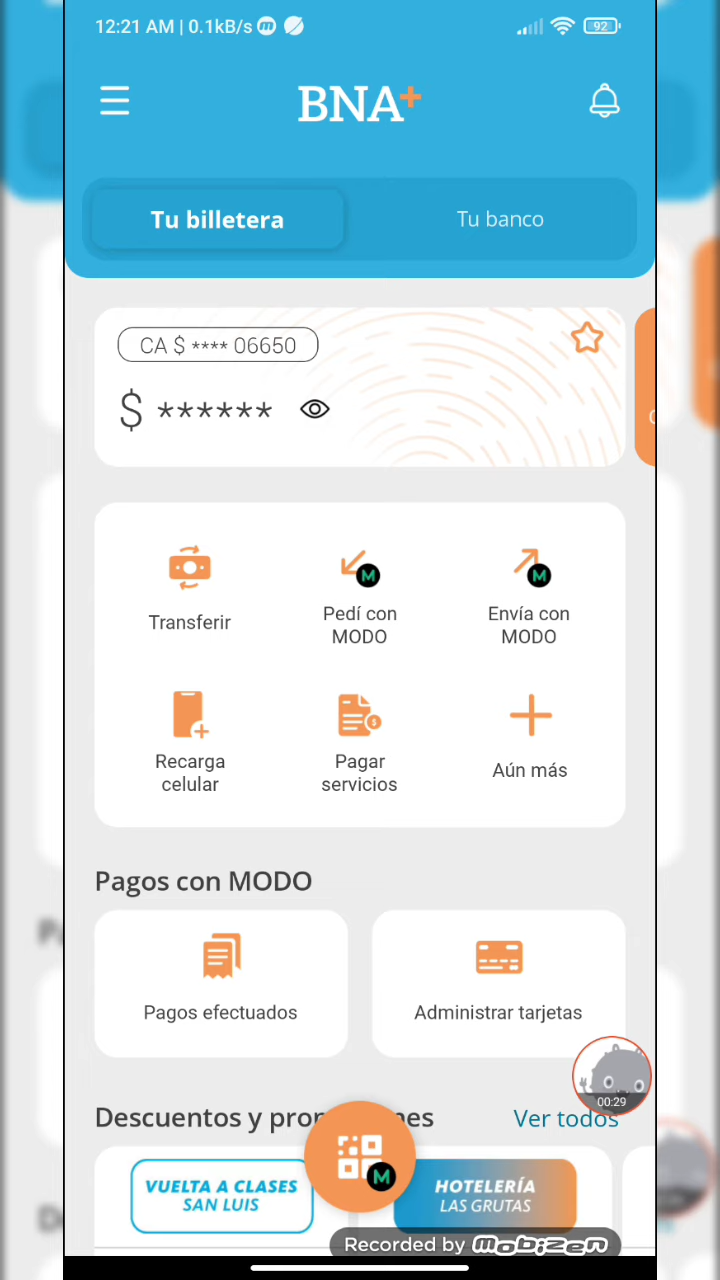 12:21 AM | 0.1kB/s
92
BNA+
Tu billetera
Tu banco
CA $ **** 06650
$ ******
Transferir
Pedí con
MODO
Envía con
MODO
Recarga
celular
Pagar
servicios
Aún más
Pagos con MODO
Pagos efectuados
Administrar tarjetas
00:29
Descuentos y
Ver todos
VUELTA A CLASES
SAN LUIS
HOTELERÍA
LAS GRUTAS
Recorded by mobizen